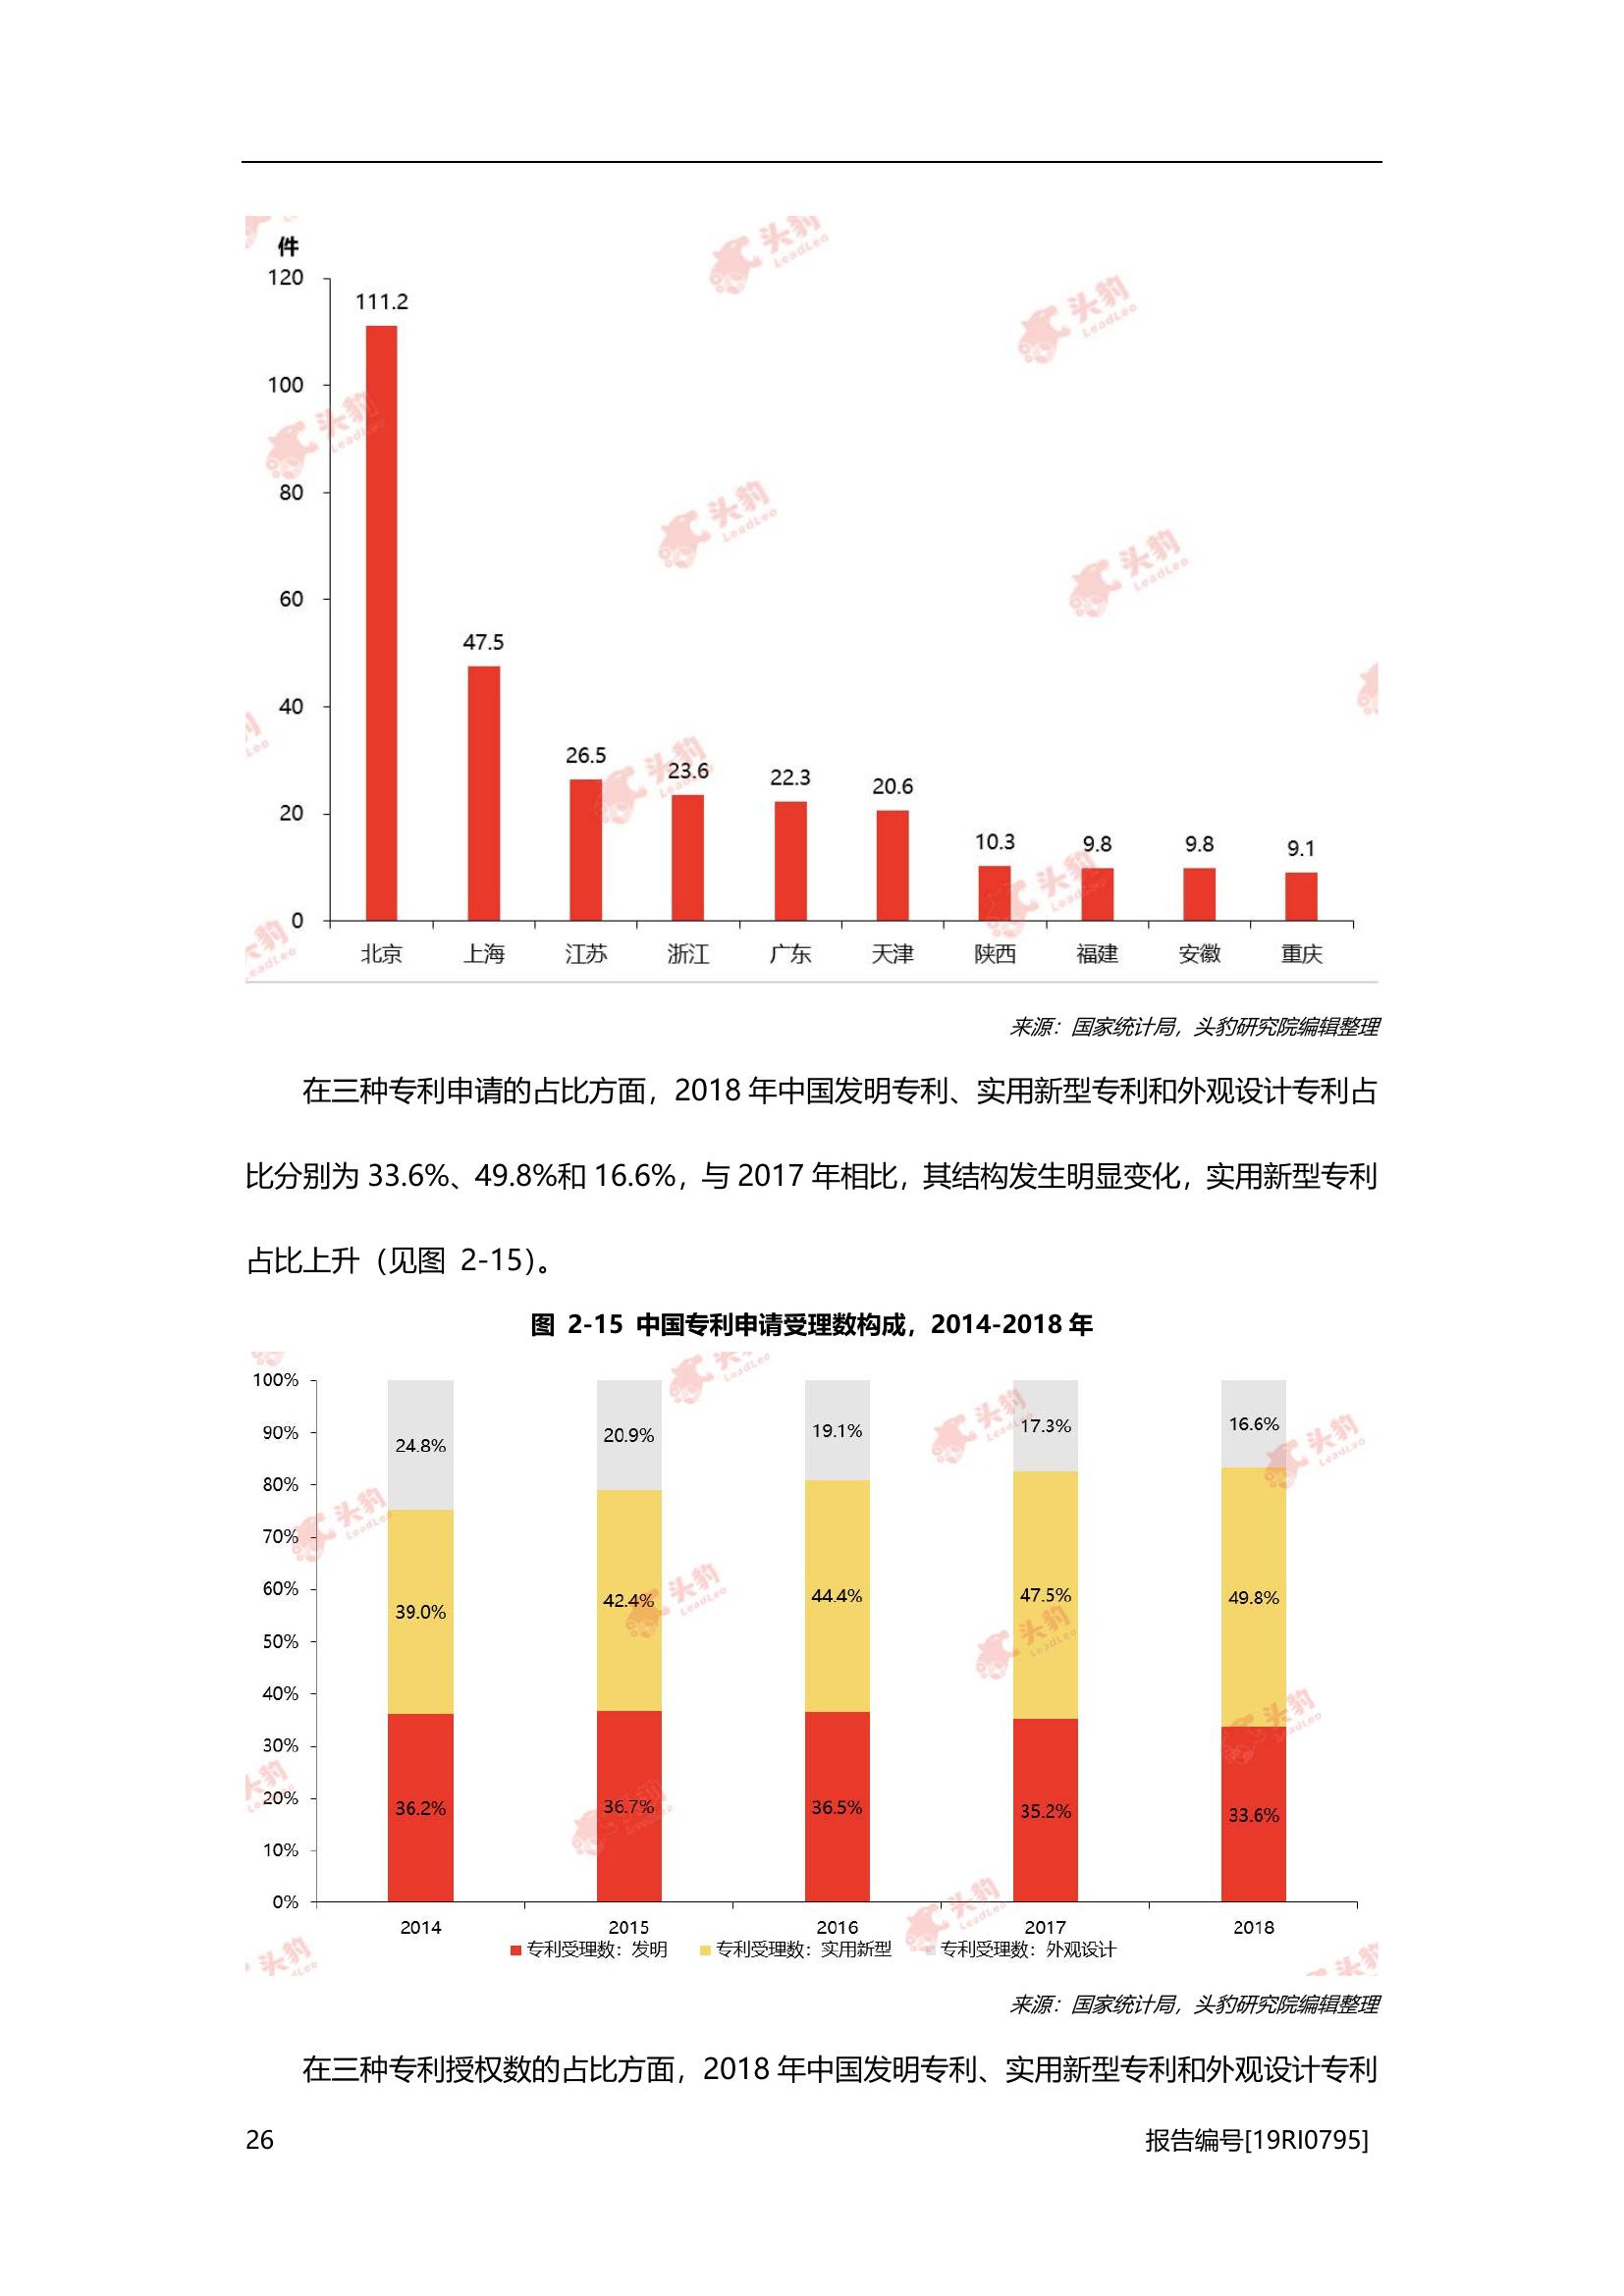 件
120
100
80
60
40
20
0
111.2
47.5
26.5
23.6
22.3
20.6
10.3
9.8
9.8
9.1
北京 上海 江苏 浙江 广东 天津 陕西 福建 安徽 重庆
头豹
LeadLeo
来源：国家统计局，头豹研究院编辑整理
在三种专利申请的占比方面，2018 年中国发明专利、实用新型专利和外观设计专利占
比分别为 33.6%、49.8%和 16.6%，与 2017 年相比，其结构发生明显变化，实用新型专利
占比上升（见图 2-15）。
图 2-15 中国专利申请受理数构成，2014-2018 年
100%
90%
80%
70%
60%
50%
40%
30%
20%
10%
0%
24.8% 20.9% 19.1% 17.3% 16.6%
39.0% 42.4% 44.4% 47.5% 49.8%
36.2% 36.7% 36.5% 35.2% 33.6%
2014 2015 2016 2017 2018
专利受理数：发明 专利受理数：实用新型 专利受理数：外观设计
头豹
LeadLeo
来源：国家统计局，头豹研究院编辑整理
在三种专利授权数的占比方面，2018 年中国发明专利、实用新型专利和外观设计专利
26 报告编号[19RI0795]